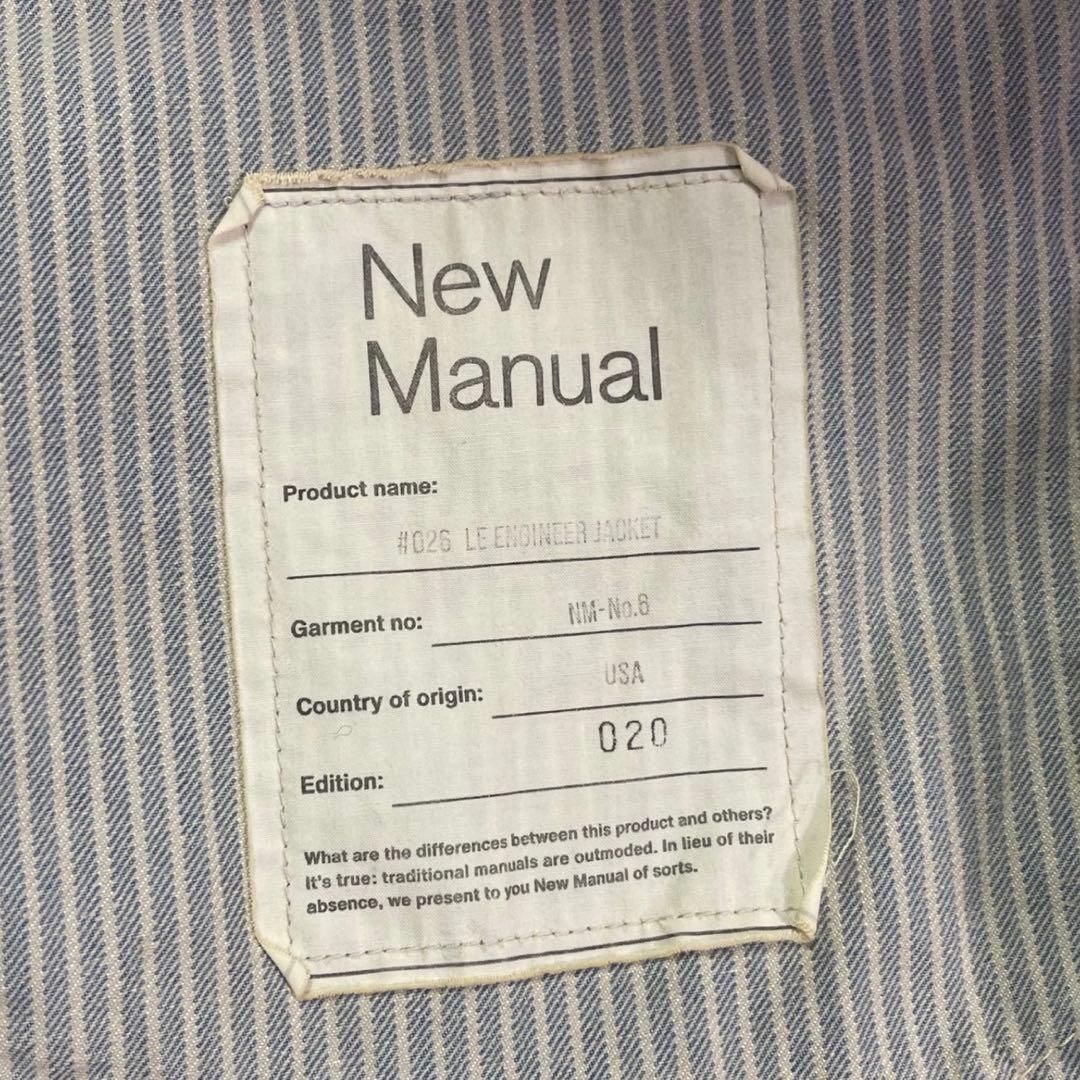 New
Manual
Product name:
#026 LE ENGINEER JACKET
Garment no: NM-No.8
Country of origin: USA
Edition: 020
What are the differences between this product and others?
It's true: traditional manuals are outmoded. In lieu of their
absence, we present to you New Manual of sorts.